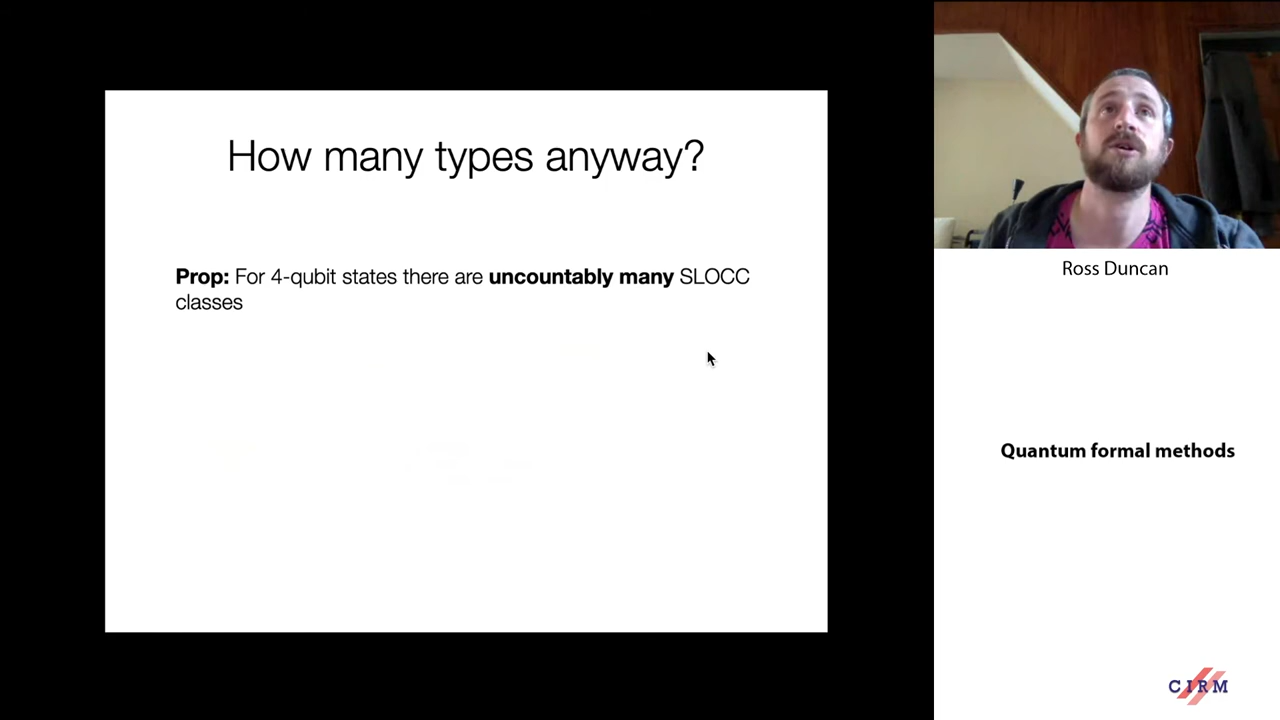 How many types anyway?
Prop: For 4-qubit states there are uncountably many SLOCC
classes
Ross Duncan
Quantum formal methods
CIRM